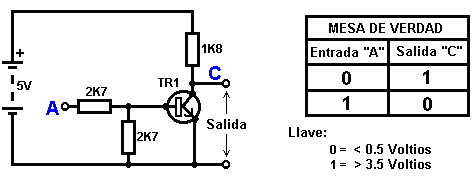 +
5V
1K8
TR1
C
2K7
A
2K7
Salida
MESA DE VERDAD
Entrada "A" Salida "C"
0 1
1 0
Llave:
0 = < 0.5 Voltios
1 = > 3.5 Voltios